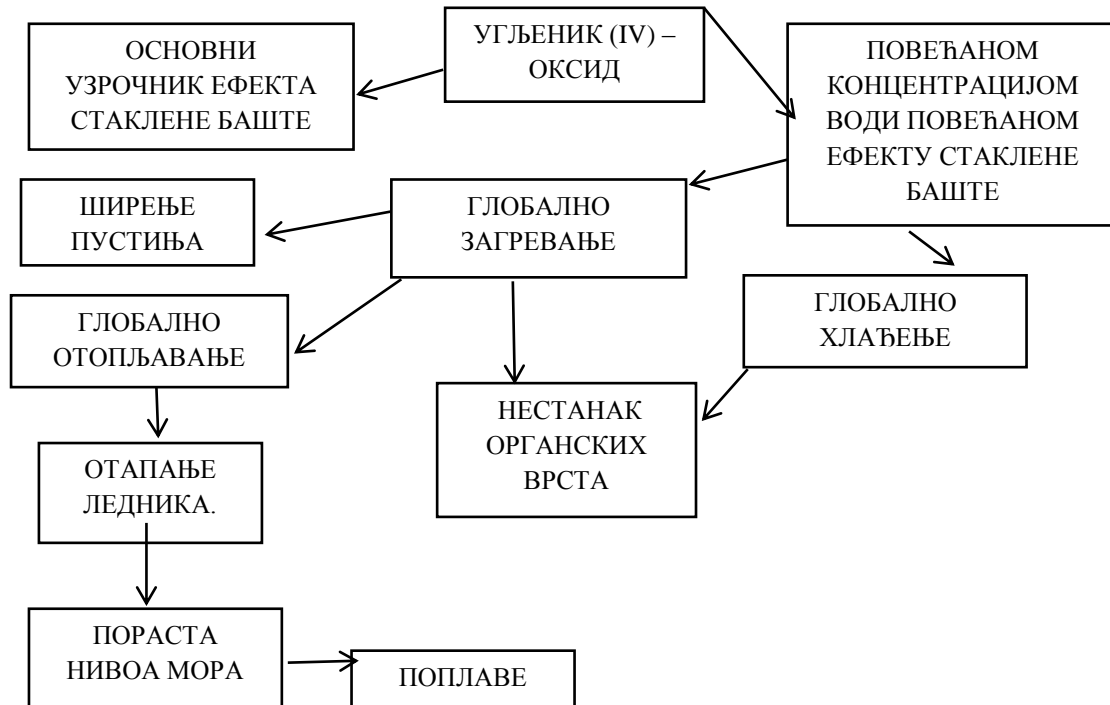 ОСНОВНИ
УЗРОЧНИК ЕФЕКТА
СТАКЛЕНЕ БАШТЕ
УГЉЕНИК (IV) –
ОКСИД
ПОВЕЋАНОМ
КОНЦЕНТРАЦИЈОМ
ВОДИ ПОВЕЋАНОМ
ЕФЕКТУ СТАКЛЕНЕ
БАШТЕ
ШИРЕЊЕ
ПУСТИЊА
ГЛОБАЛНО
ЗАГРЕВАЊЕ
ГЛОБАЛНО
ОТОПЉАВАЊЕ
ГЛОБАЛНО
ХЛАЂЕЊЕ
НЕСТАНАК
ОРГАНСКИХ
ВРСТА
ОТАПАЊЕ
ЛЕДНИКА.
ПОРАСТА
НИВОА МОРА
ПОПЛАВЕ